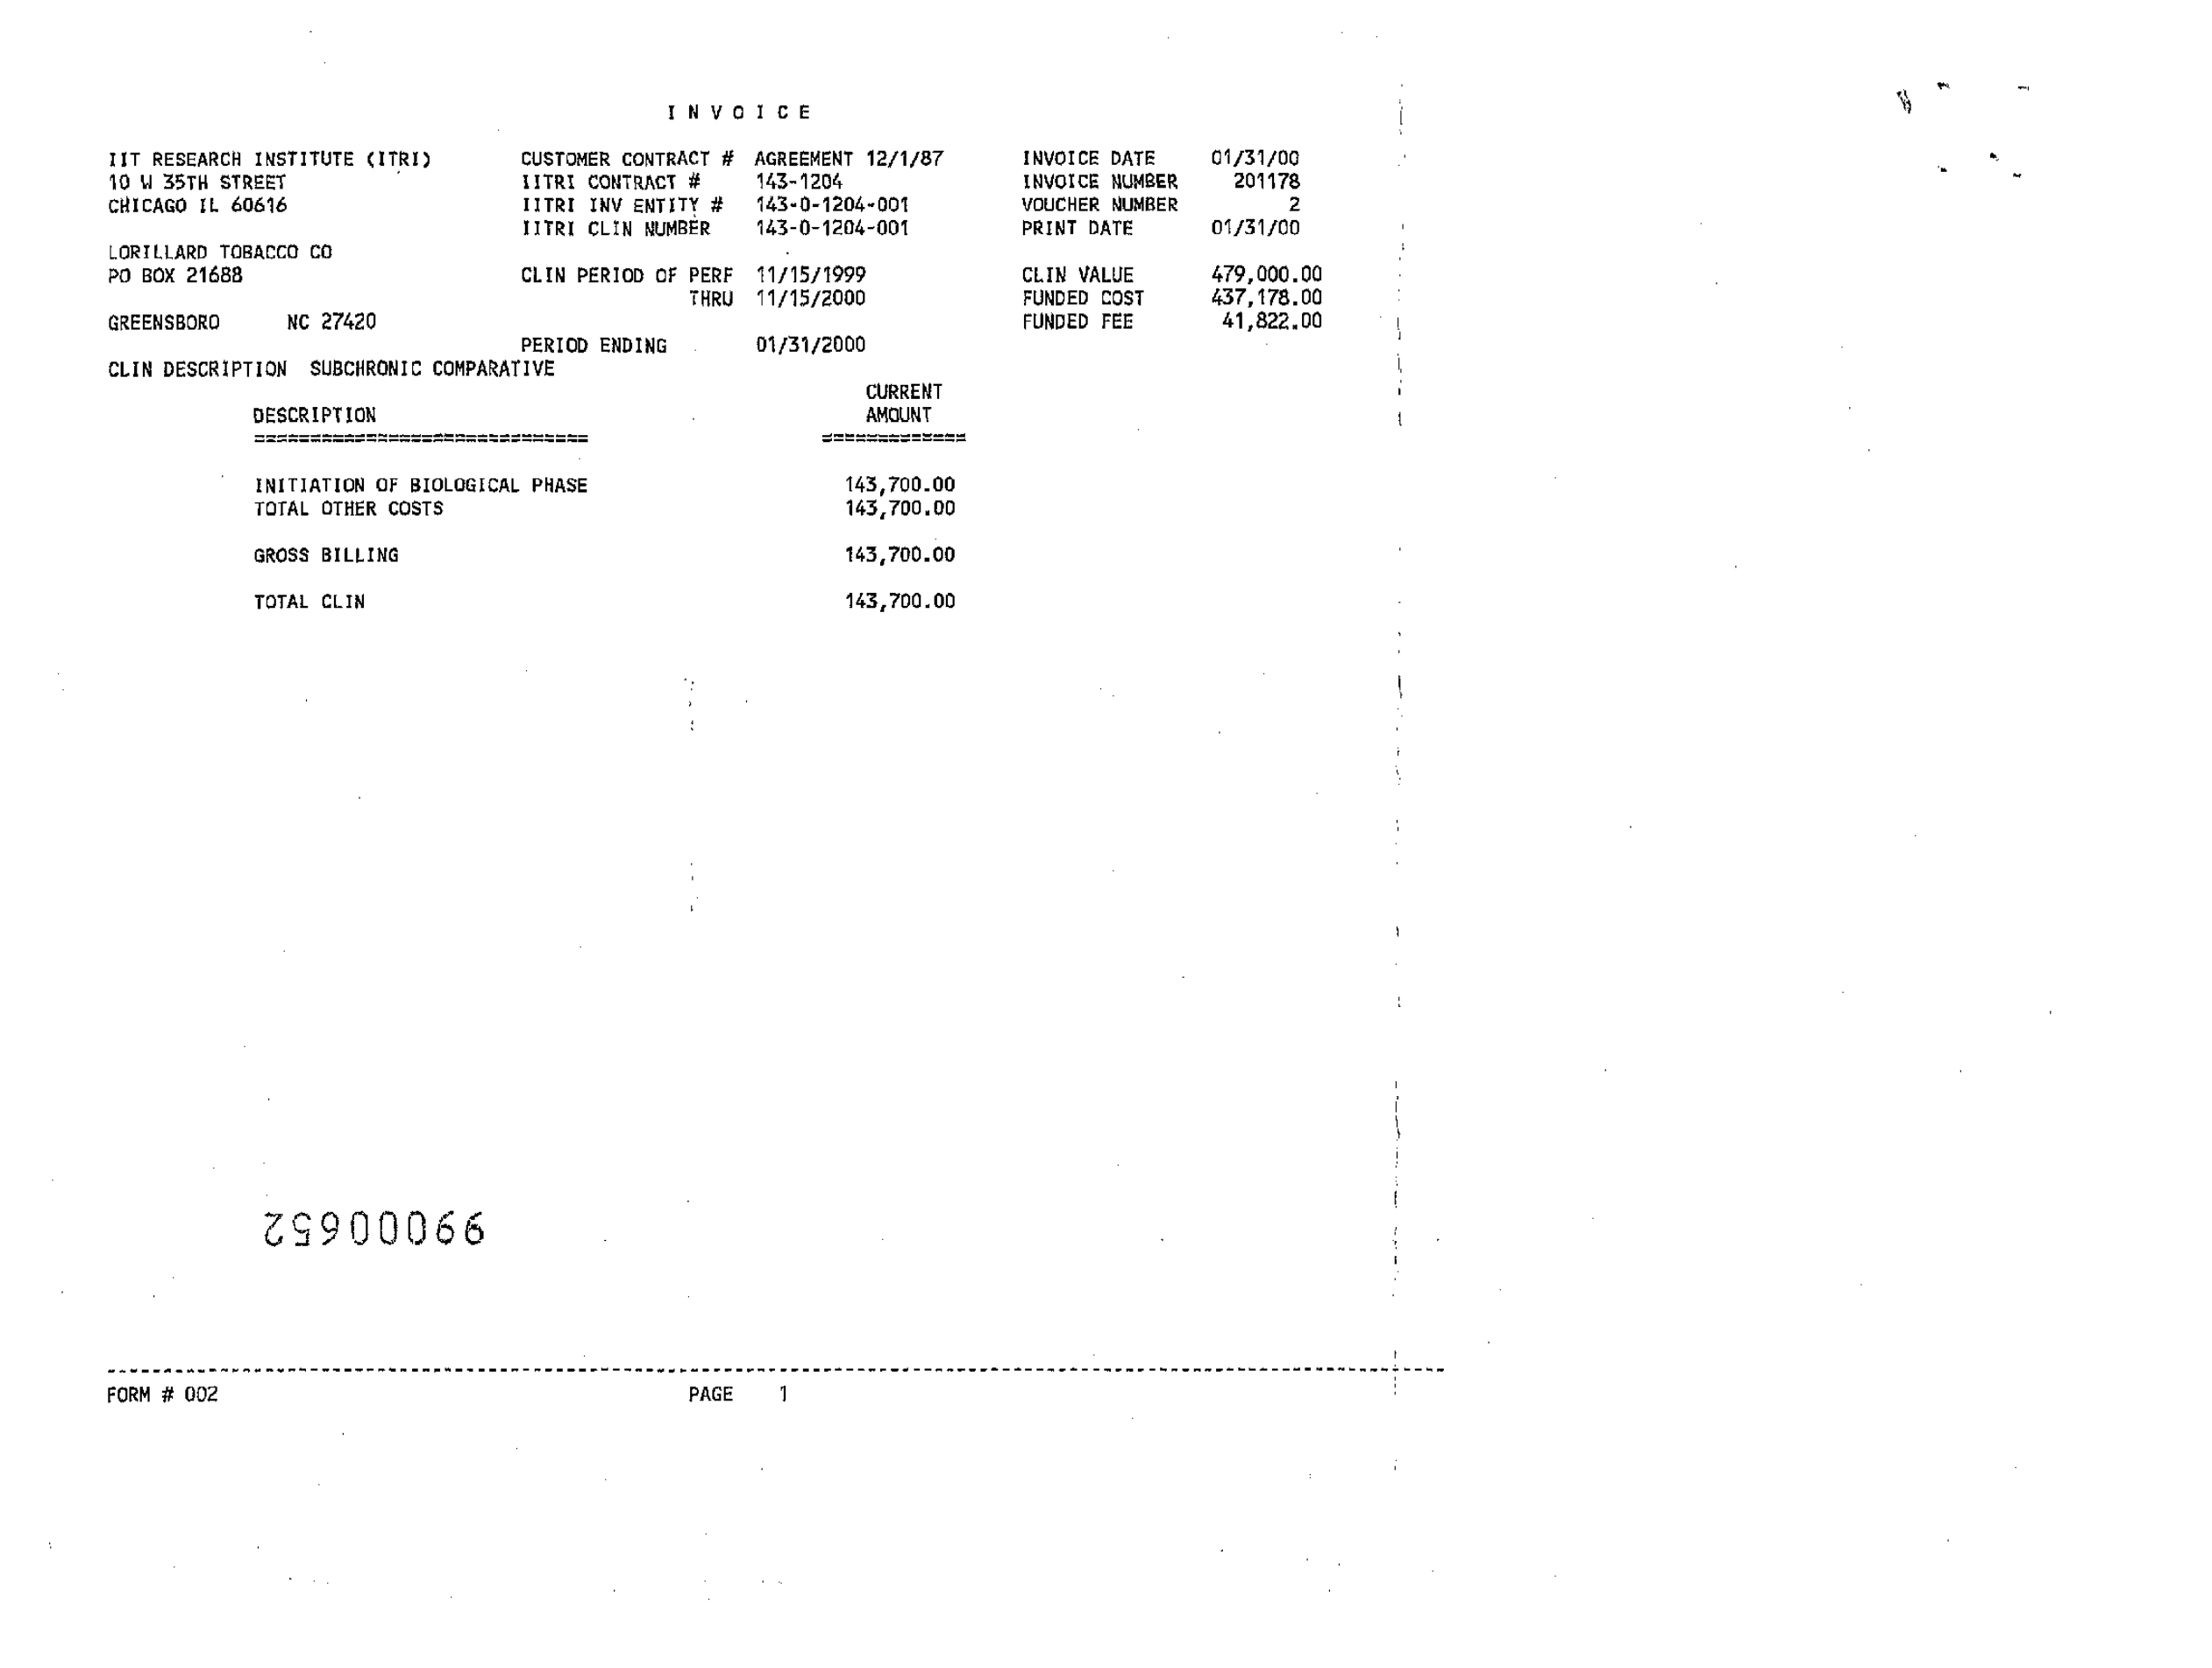 I N V O I C E
IIT RESEARCH INSTITUTE (ITRI) CUSTOMER CONTRACT # AGREEMENT 12/1/87 INVOICE DATE 01/31/00
10 W 35TH STREET IITRI CONTRACT # 143-1204 INVOICE NUMBER 201178
CHICAGO IL 60616 IITRI INV ENTITY # 143-0-1204-001 VOUCHER NUMBER 2
IITRI CLIN NUMBER 143-0-1204-001 PRINT DATE 01/31/00
LORILLARD TOBACCO CO
PO BOX 21688 CLIN PERIOD OF PERF 11/15/1999 CLIN VALUE 479,000.00
THRU 11/15/2000 FUNDED COST 437,178.00
GREENSBORO NC 27420 FUNDED FEE 41,822.00
PERIOD ENDING 01/31/2000
CLIN DESCRIPTION SUBCHRONIC COMPARATIVE
CURRENT
DESCRIPTION AMOUNT
============================== =============
INITIATION OF BIOLOGICAL PHASE 143,700.00
TOTAL OTHER COSTS 143,700.00
GROSS BILLING 143,700.00
TOTAL CLIN 143,700.00
99000652
FORM # 002 PAGE 1